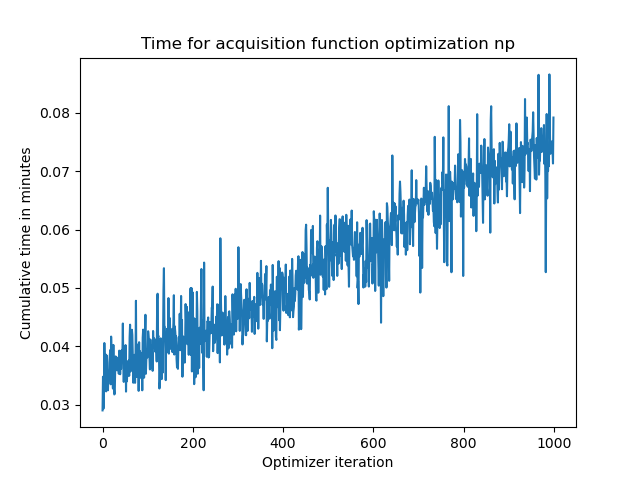 Time for acquisition function optimization np
Cumulative time in minutes
0.08
0.07
0.06
0.05
0.04
0.03
0 200 400 600 800 1000
Optimizer iteration